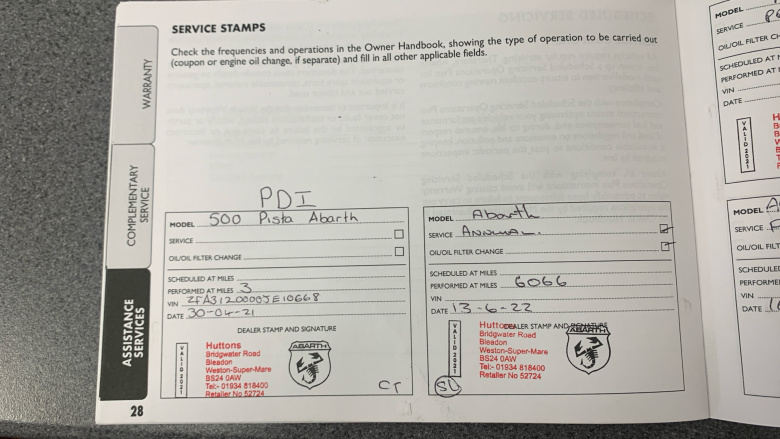 SERVICE STAMPS
Check the frequencies and operations in the Owner Handbook, showing the type of operation to be carried out
(coupon or engine oil change, if separate) and fill in all other applicable fields.
WARRANTY
COMPLEMENTARY
SERVICE
ASSISTANCE
SERVICES
28
PDI
MODEL 500 Pista Abarth
SERVICE
OIL/OIL FILTER CHANGE
SCHEDULED AT MILES
PERFORMED AT MILES 3
VIN ZFA3120000JE10668
DATE 30-04-21
DEALER STAMP AND SIGNATURE
VALID 2021
Huttons
Bridgwater Road
Bleadon
Weston-Super-Mare
BS24 0AW
Tel:- 01934 818400
Retailer No 52724
ABARTH
CT
MODEL Abarth
SERVICE ANNUAL.
OIL/OIL FILTER CHANGE
SCHEDULED AT MILES
PERFORMED AT MILES 6066
VIN
DATE 13-6-22
DEALER STAMP AND SIGNATURE
VALID 2021
Huttons
Bridgwater Road
Bleadon
Weston-Super-Mare
BS24 0AW
Tel:- 01934 818400
Retailer No 52724
ABARTH
SL
MODEL
SERVICE
OIL/OIL FILTER CH
SCHEDULED AT M
PERFORMED AT
VIN
DATE
VALID 2021
MODEL A
SERVICE F
OIL/OIL FILT
SCHEDULE
PERFORME
VIN
DATE